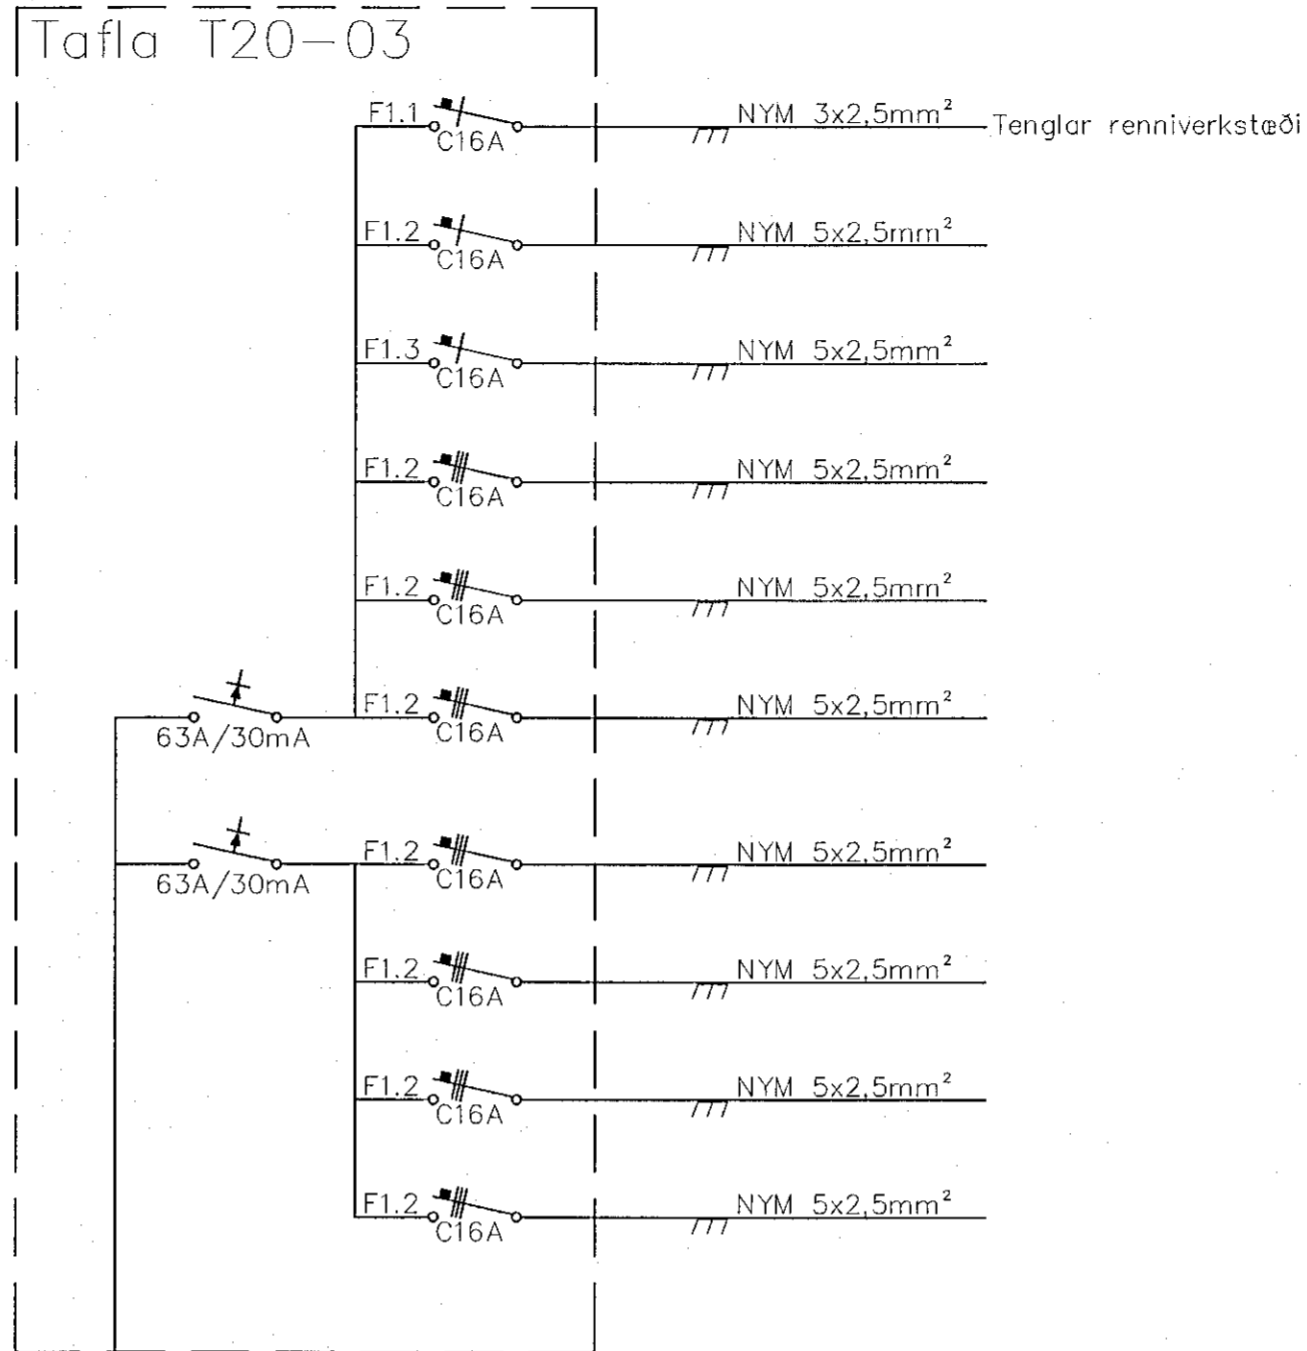 Tafla T20-03
F1.1 C16A NYM 3x2,5mm² Tenglar renniverkstæði
F1.2 C16A NYM 5x2,5mm²
F1.3 C16A NYM 5x2,5mm²
F1.2 C16A NYM 5x2,5mm²
F1.2 C16A NYM 5x2,5mm²
63A/30mA F1.2 C16A NYM 5x2,5mm²
63A/30mA F1.2 C16A NYM 5x2,5mm²
F1.2 C16A NYM 5x2,5mm²
F1.2 C16A NYM 5x2,5mm²
F1.2 C16A NYM 5x2,5mm²